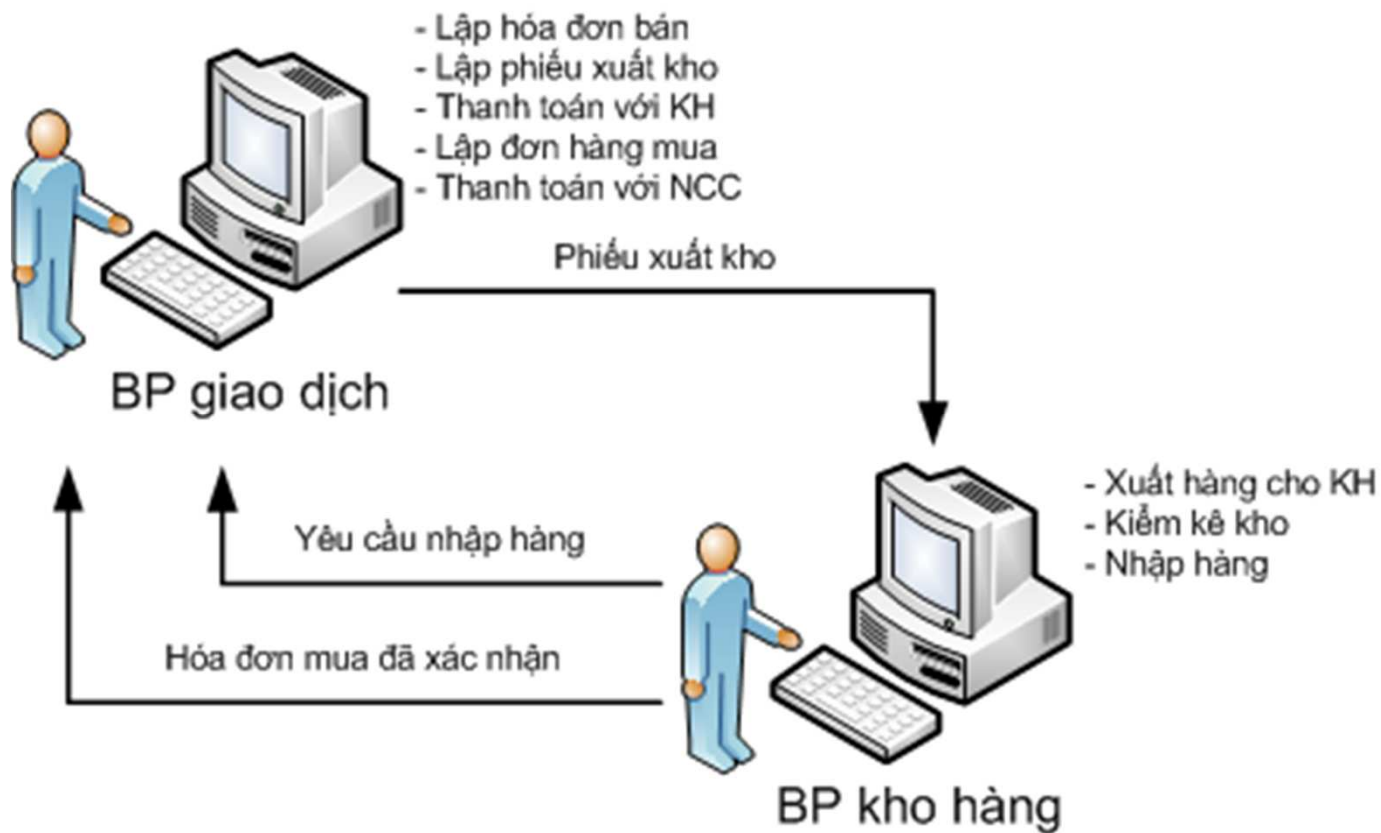 - Lập hóa đơn bán
- Lập phiếu xuất kho
- Thanh toán với KH
- Lập đơn hàng mua
- Thanh toán với NCC
Phiếu xuất kho
BP giao dịch
- Xuất hàng cho KH
- Kiểm kê kho
- Nhập hàng
Yêu cầu nhập hàng
Hóa đơn mua đã xác nhận
BP kho hàng